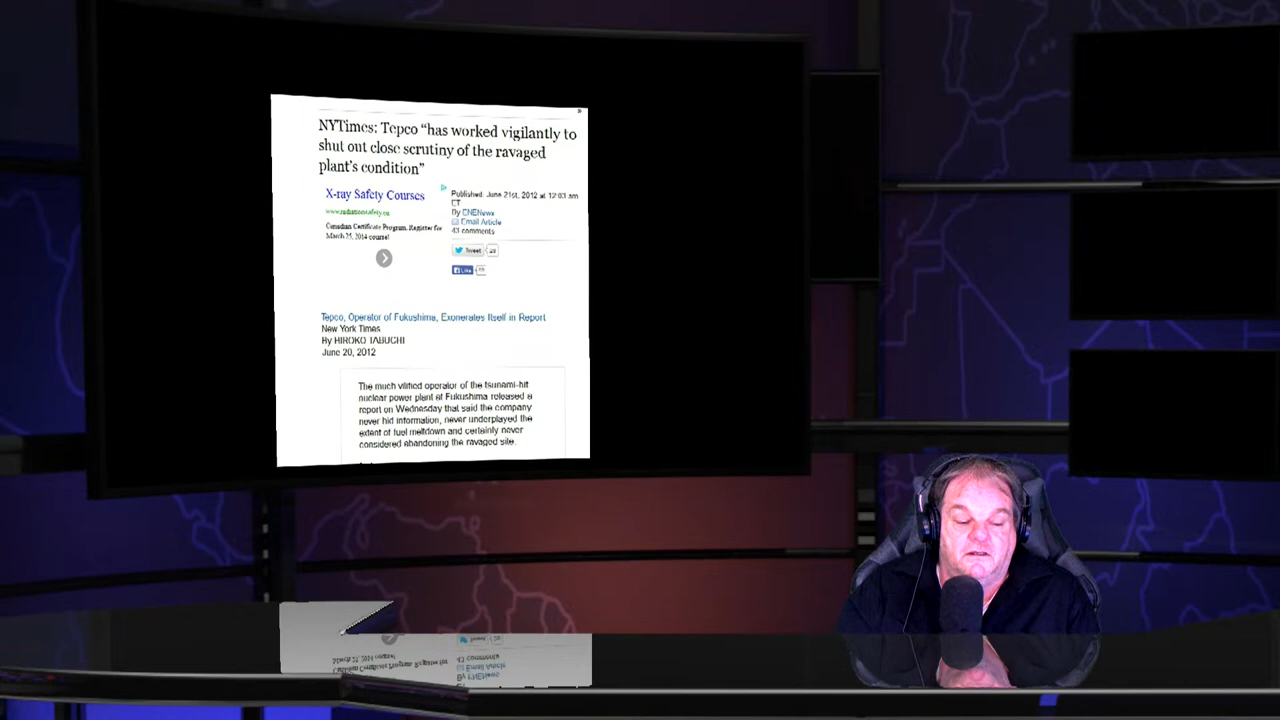 NYTimes: Tepco “has worked vigilantly to
shut out close scrutiny of the ravaged
plant’s condition”
X-ray Safety Courses
www.radiationsafety.ca
Canadian Certificate Program. Register for
March 25, 2014 course!
Published: June 21st, 2012 at 12:03 am
ET
By ENENews
Email Article
43 comments
Tweet
Like
Tepco, Operator of Fukushima, Exonerates Itself in Report
New York Times
By HIROKO TABUCHI
June 20, 2012
The much vilified operator of the tsunami-hit
nuclear power plant at Fukushima released a
report on Wednesday that said the company
never hid information, never underplayed the
extent of fuel meltdown and certainly never
considered abandoning the ravaged site.